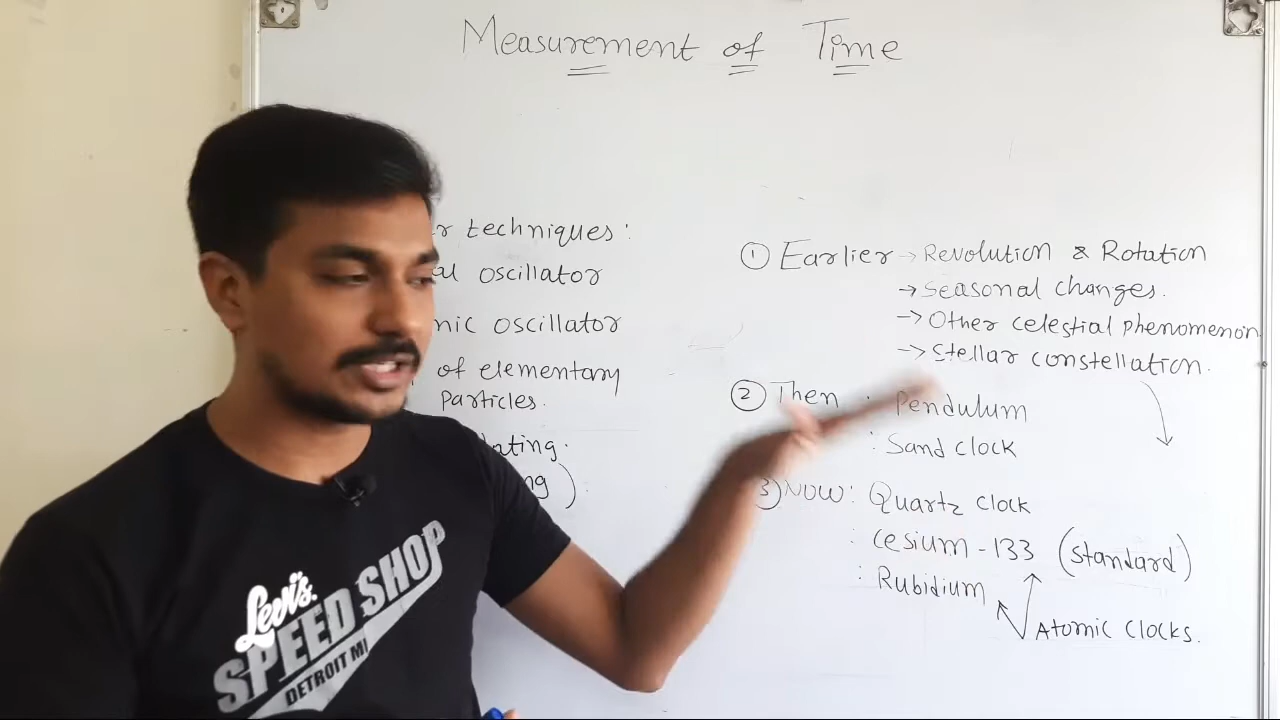 Measurement of Time
techniques:
oscillator
oscillator
of elementary
Particles.
① Earlier → Revolution & Rotation
→ Seasonal changes.
→ Other celestial phenomenon
→ Stellar constellation.
② Then : Pendulum
: Sand clock
3) Now: Quartz clock
: Cesium-133 (standard)
: Rubidium
Atomic clocks.
Levi's
SPEED SHOP
DETROIT MI